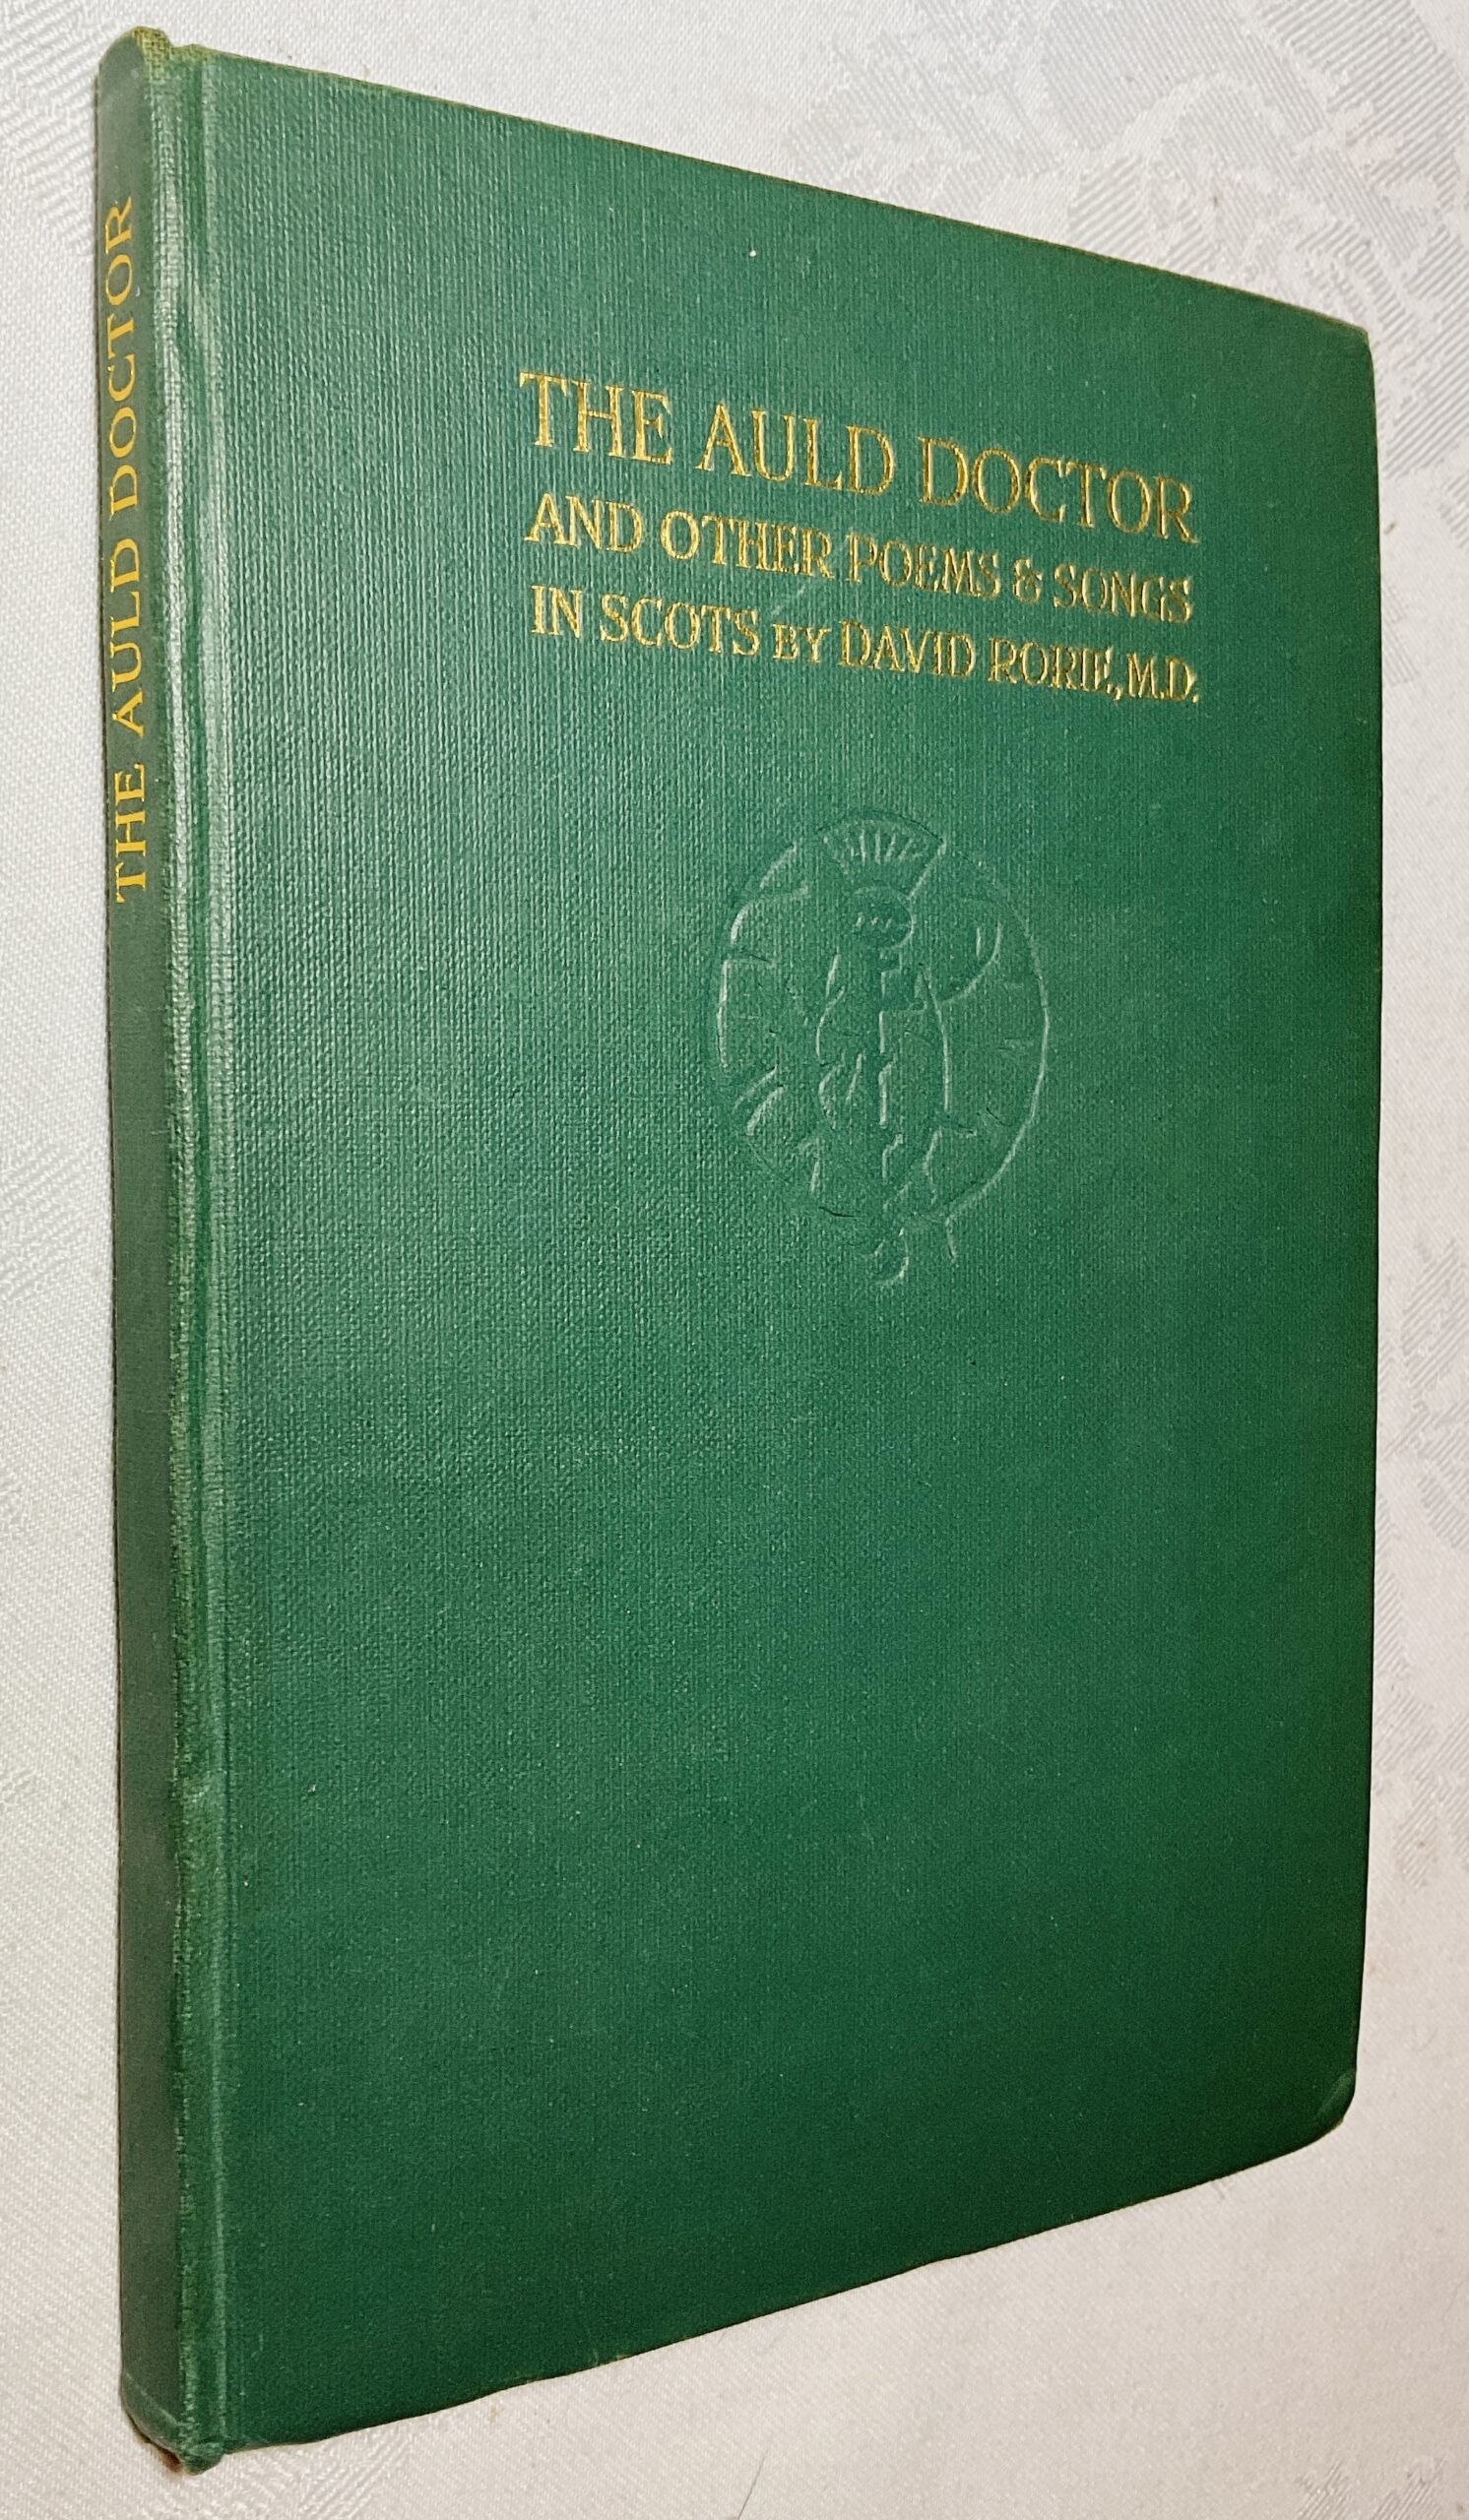 THE AULD DOCTOR
THE AULD DOCTOR
AND OTHER POEMS & SONGS
IN SCOTS BY DAVID RORIE, M.D.